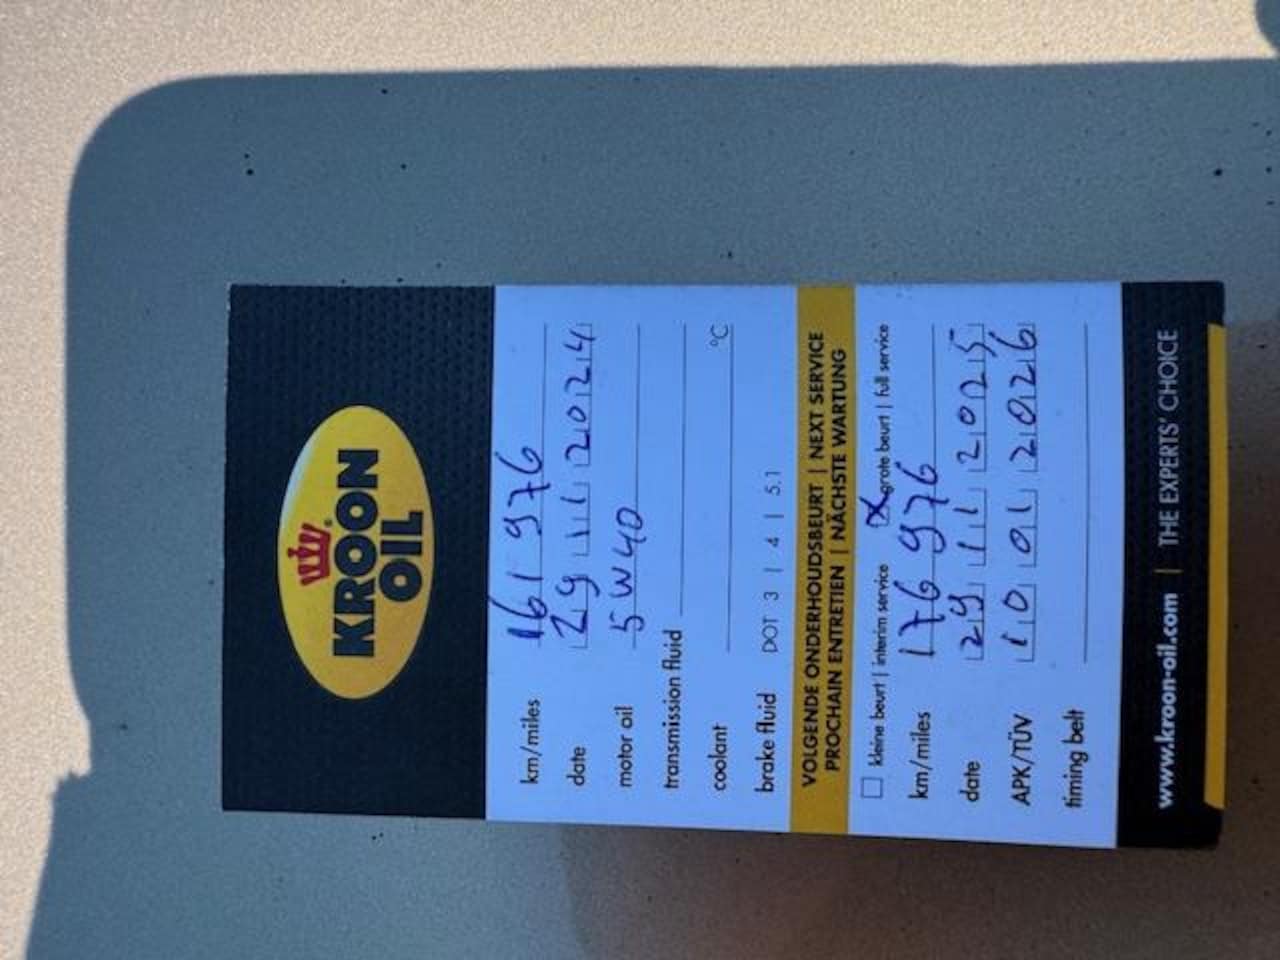 KROON
OIL
km/miles 161 976
date 29 11 2024
motor oil 5W40
transmission fluid
coolant °C
brake fluid DOT 3 | 4 | 5.1
VOLGENDE ONDERHOUDSBEURT | NEXT SERVICE
PROCHAIN ENTRETIEN | NÄCHSTE WARTUNG
kleine beurt | interim service X grote beurt | full service
km/miles 176 976
date 29 11 2025
APK/TÜV 10 01 2026
timing belt
www.kroon-oil.com | THE EXPERTS' CHOICE